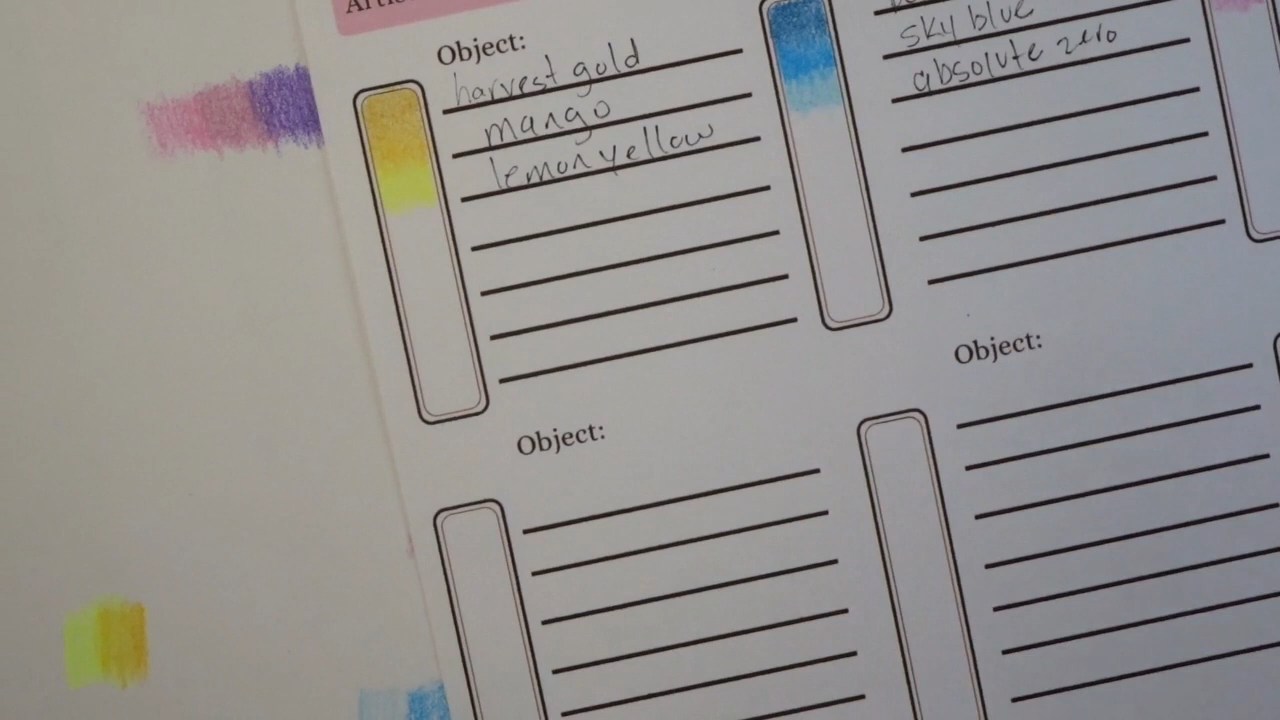 Object:
harvest gold
mango
lemon yellow
sky blue
absolute zero
Object:
Object: